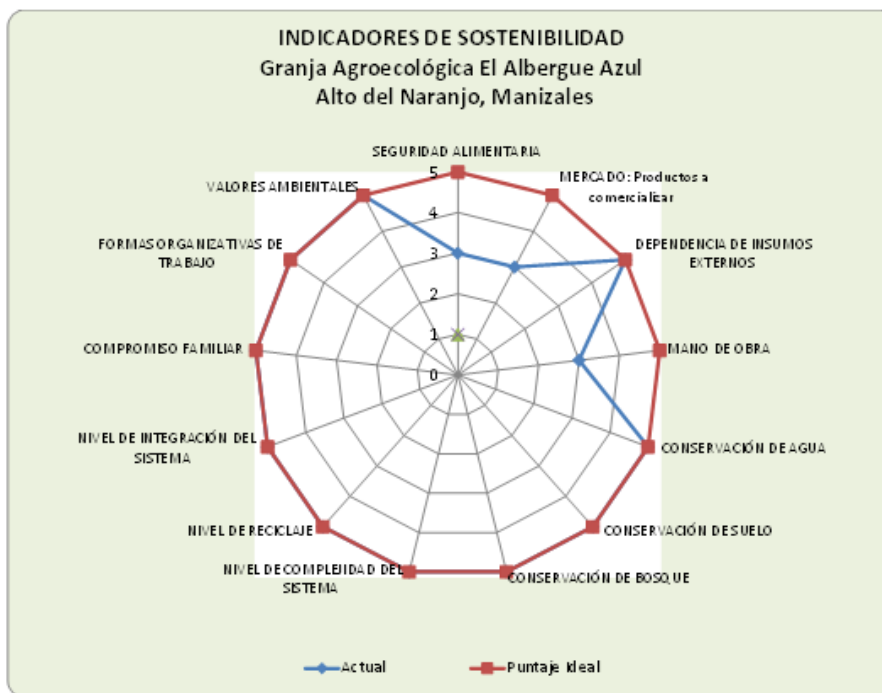 INDICADORES DE SOSTENIBILIDAD
Granja Agroecológica El Albergue Azul
Alto del Naranjo, Manizales
SEGURIDAD ALIMENTARIA
MERCADO: Productos a
comercializar
VALORES AMBIENTALES
DEPENDENCIA DE INSUMOS
EXTERNOS
FORMAS ORGANIZATIVAS DE
TRABAJO
COMPROMISO FAMILIAR
MANO DE OBRA
NIVEL DE INTEGRACIÓN DEL
SISTEMA
CONSERVACIÓN DE AGUA
NIVEL DE RECICLAJE
CONSERVACIÓN DE SUELO
NIVEL DE COMPLEJIDAD DEL
SISTEMA
CONSERVACIÓN DE BOSQUE
5
4
3
2
1
0
Actual
Puntaje Ideal